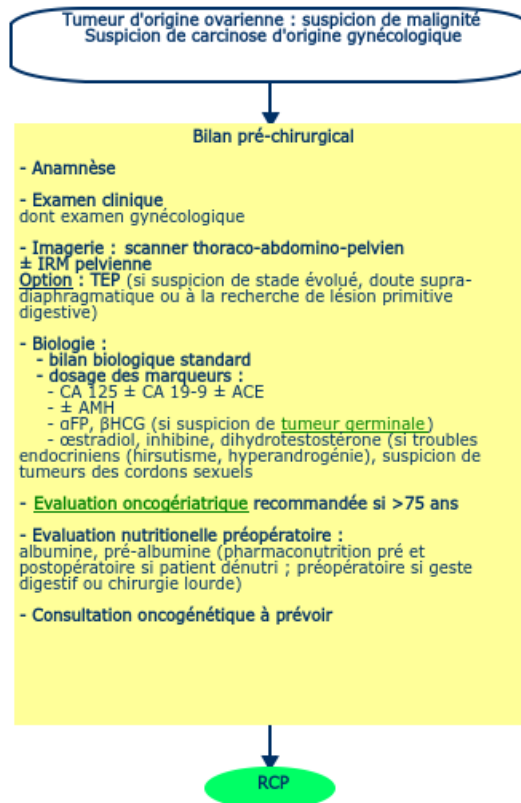 Tumeur d'origine ovarienne : suspicion de malignité
Suspicion de carcinose d'origine gynécologique
Bilan pré-chirurgical
- Anamnèse
- Examen clinique
dont examen gynécologique
- Imagerie : scanner thoraco-abdomino-pelvien
± IRM pelvienne
Option : TEP (si suspicion de stade évolué, doute supra-
diaphragmatique ou à la recherche de lésion primitive
digestive)
- Biologie :
- bilan biologique standard
- dosage des marqueurs :
- CA 125 ± CA 19-9 ± ACE
- ± AMH
- αFP, βHCG (si suspicion de tumeur germinale)
- œstradiol, inhibine, dihydrotestostérone (si troubles
endocriniens (hirsutisme, hyperandrogénie), suspicion de
tumeurs des cordons sexuels
- Evaluation oncogériatrique recommandée si >75 ans
- Evaluation nutritionelle préopératoire :
albumine, pré-albumine (pharmaconutrition pré et
postopératoire si patient dénutri ; préopératoire si geste
digestif ou chirurgie lourde)
- Consultation oncogénétique à prévoir
RCP